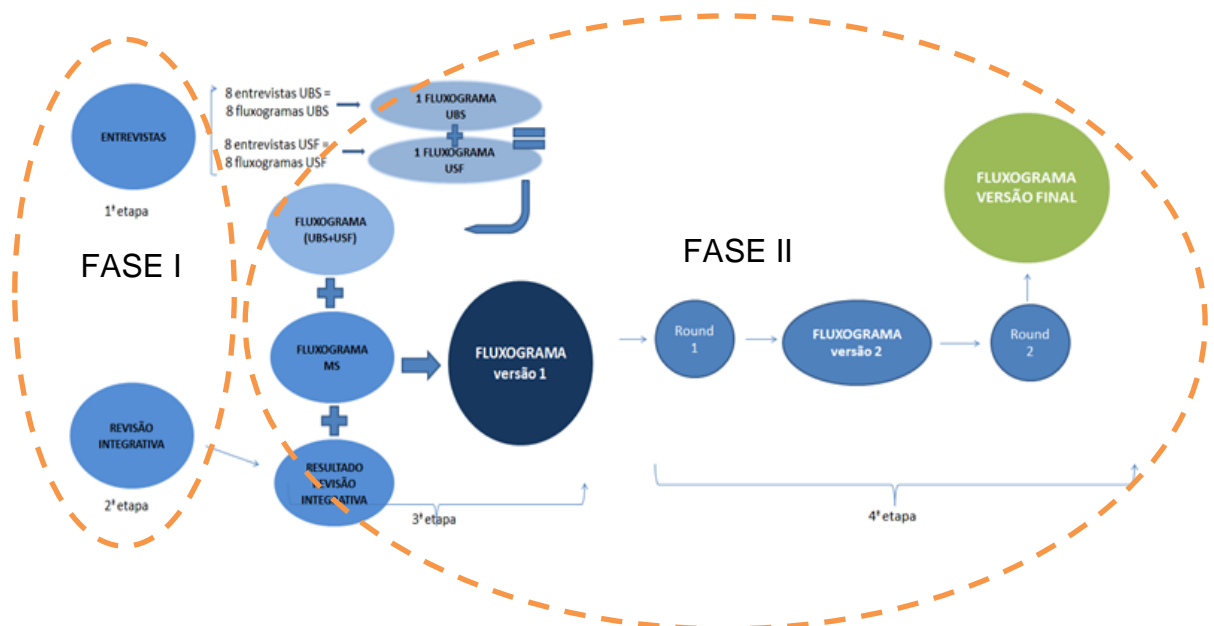 ENTREVISTAS
1ª etapa
FASE I
REVISÃO
INTEGRATIVA
2ª etapa
8 entrevistas UBS =
8 fluxogramas UBS
8 entrevistas USF =
8 fluxogramas USF
1 FLUXOGRAMA
UBS
1 FLUXOGRAMA
USF
FLUXOGRAMA
(UBS+USF)
FLUXOGRAMA
MS
RESULTADO
REVISÃO
INTEGRATIVA
3ª etapa
FLUXOGRAMA
versão 1
FASE II
Round
1
FLUXOGRAMA
versão 2
Round
2
FLUXOGRAMA
VERSÃO FINAL
4ª etapa